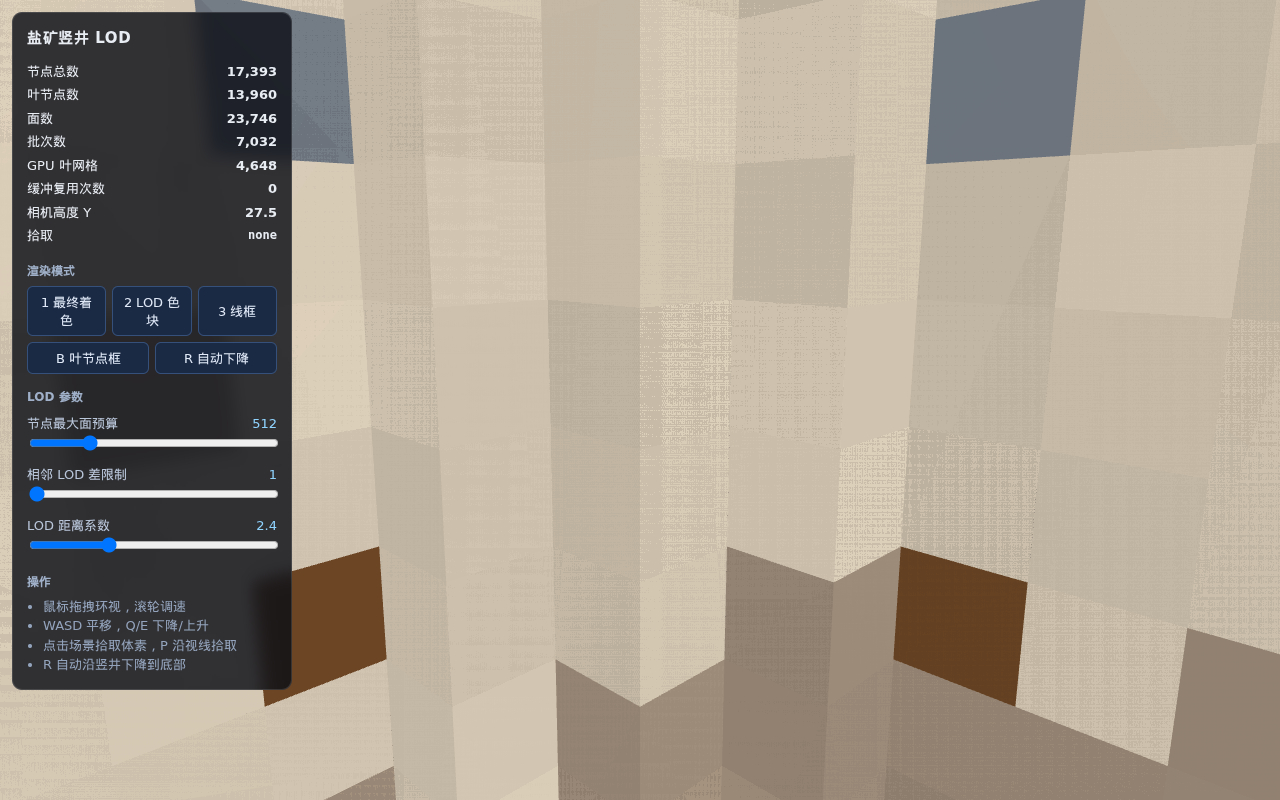 盐矿竖井 LOD
节点总数 17,393
叶节点数 13,960
面数 23,746
批次数 7,032
GPU 叶网格 4,648
缓冲复用次数 0
相机高度 Y 27.5
拾取 none
渲染模式
1 最终着色
2 LOD 色块
3 线框
B 叶节点框
R 自动下降
LOD 参数
节点最大面预算 512
相邻 LOD 差限制 1
LOD 距离系数 2.4
操作
• 鼠标拖拽环视，滚轮调速
• WASD 平移，Q/E 下降/上升
• 点击场景拾取体素，P 沿视线拾取
• R 自动沿竖井下降到底部